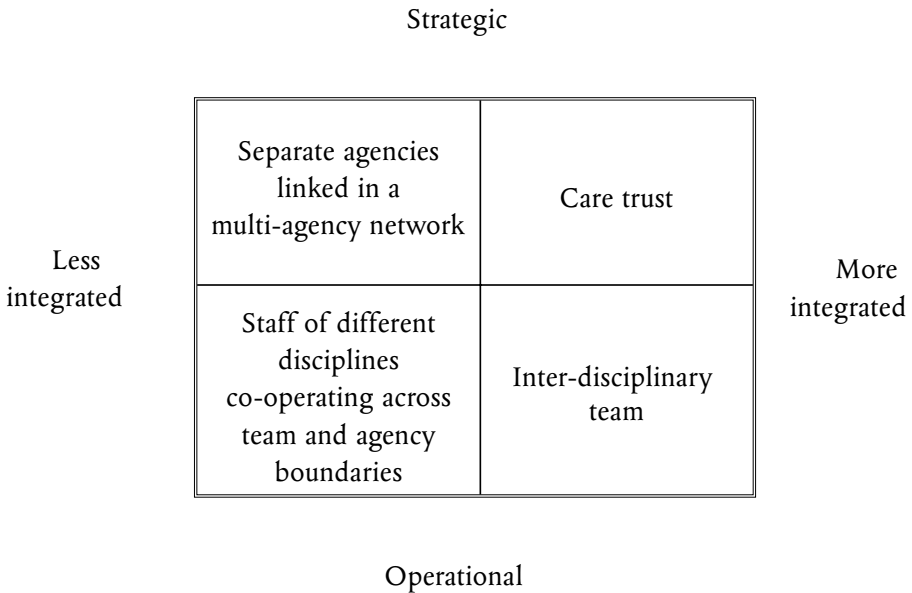 Strategic
Separate agencies
linked in a
multi-agency network
Care trust
Less
integrated
More
integrated
Staff of different
disciplines
co-operating across
team and agency
boundaries
Inter-disciplinary
team
Operational